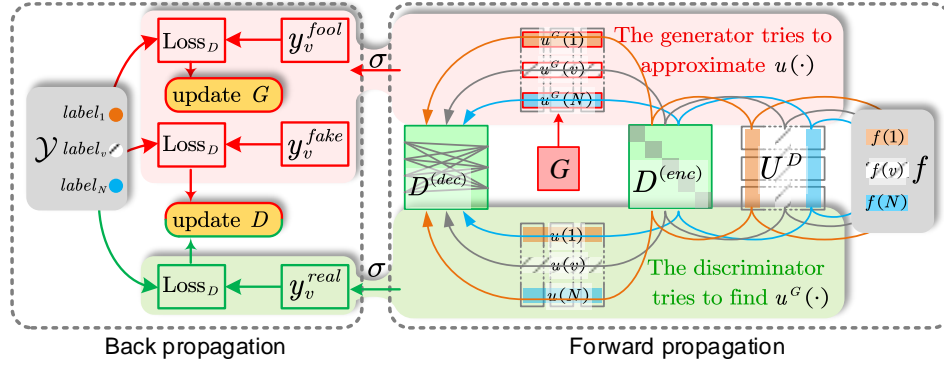 Loss_D
y_v^{fool}
σ
update G
𝒴
label_1
label_v
label_N
Loss_D
y_v^{fake}
update D
Loss_D
y_v^{real}
σ
Back propagation
u^G(1)
u^G(v)
u^G(N)
The generator tries to
approximate u(·)
D^{(dec)}
G
D^{(enc)}
U^D
f(1)
f(v)
f(N)
f
u(1)
u(v)
u(N)
The discriminator
tries to find u^G(·)
Forward propagation